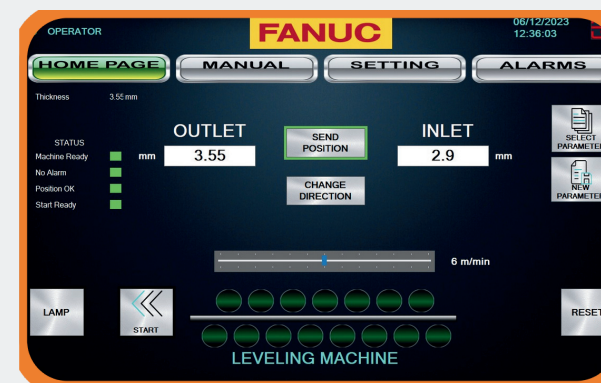 OPERATOR
FANUC
06/12/2023
12:36:03
HOME PAGE
MANUAL
SETTING
ALARMS
Thickness 3.55 mm
STATUS
Machine Ready
No Alarm
Position OK
Start Ready
OUTLET
mm 3.55
SEND
POSITION
CHANGE
DIRECTION
INLET
2.9 mm
SELECT
PARAMETER
NEW
PARAMETER
6 m/min
LAMP
START
RESET
LEVELING MACHINE